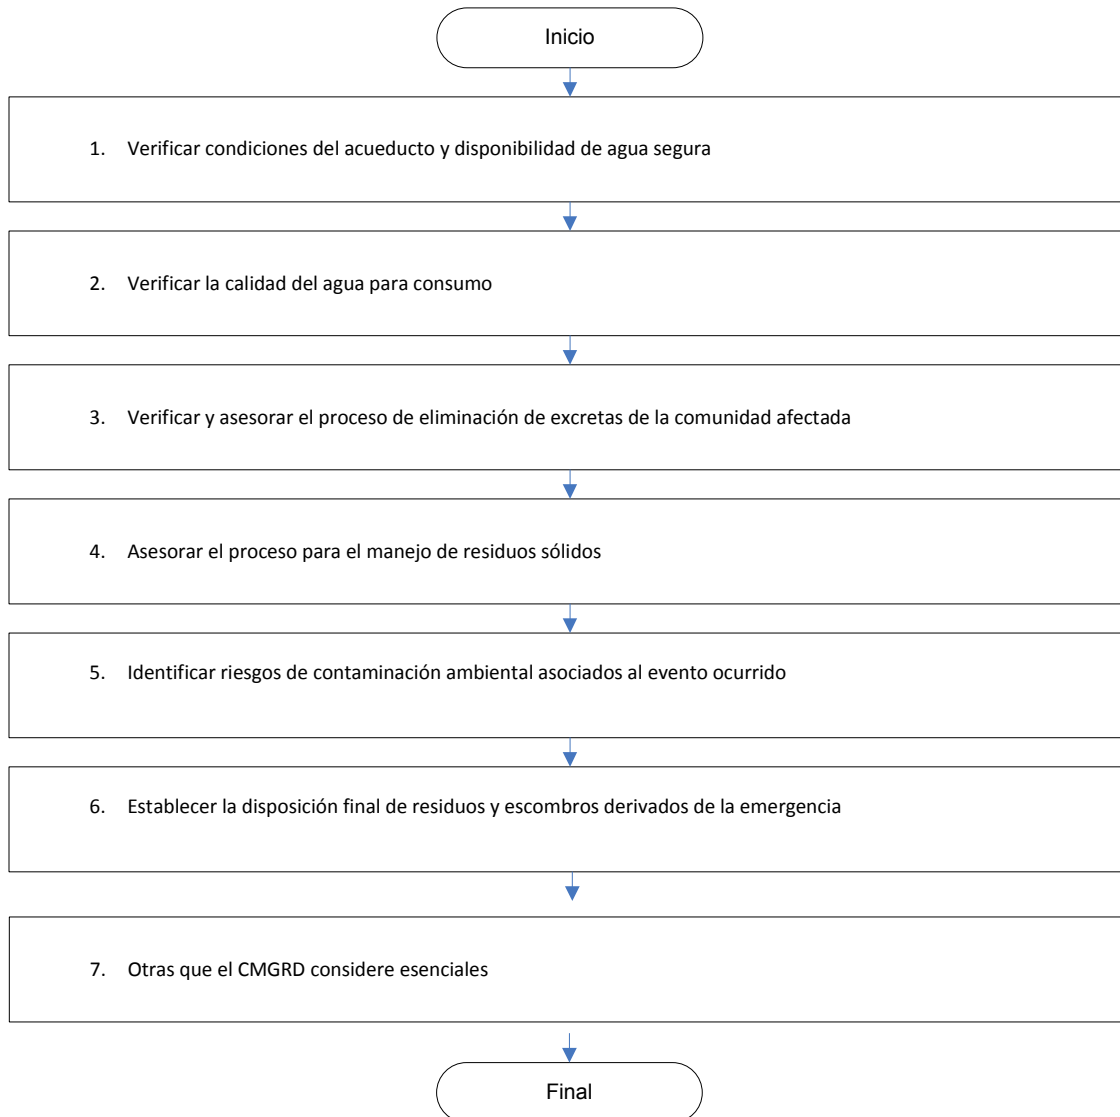 Inicio
1. Verificar condiciones del acueducto y disponibilidad de agua segura
2. Verificar la calidad del agua para consumo
3. Verificar y asesorar el proceso de eliminación de excretas de la comunidad afectada
4. Asesorar el proceso para el manejo de residuos sólidos
5. Identificar riesgos de contaminación ambiental asociados al evento ocurrido
6. Establecer la disposición final de residuos y escombros derivados de la emergencia
7. Otras que el CMGRD considere esenciales
Final